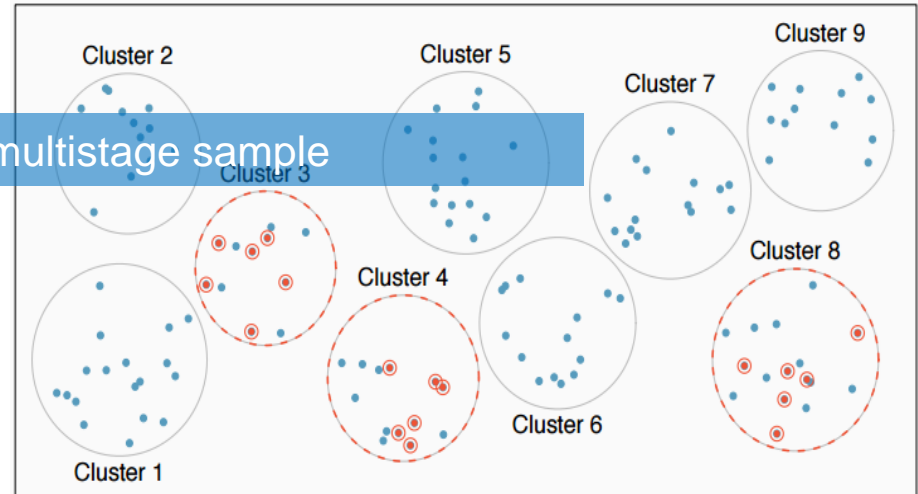 Cluster 9
Cluster 2
Cluster 5
Cluster 7
multistage sample
Cluster 3
Cluster 8
Cluster 4
Cluster 6
Cluster 1